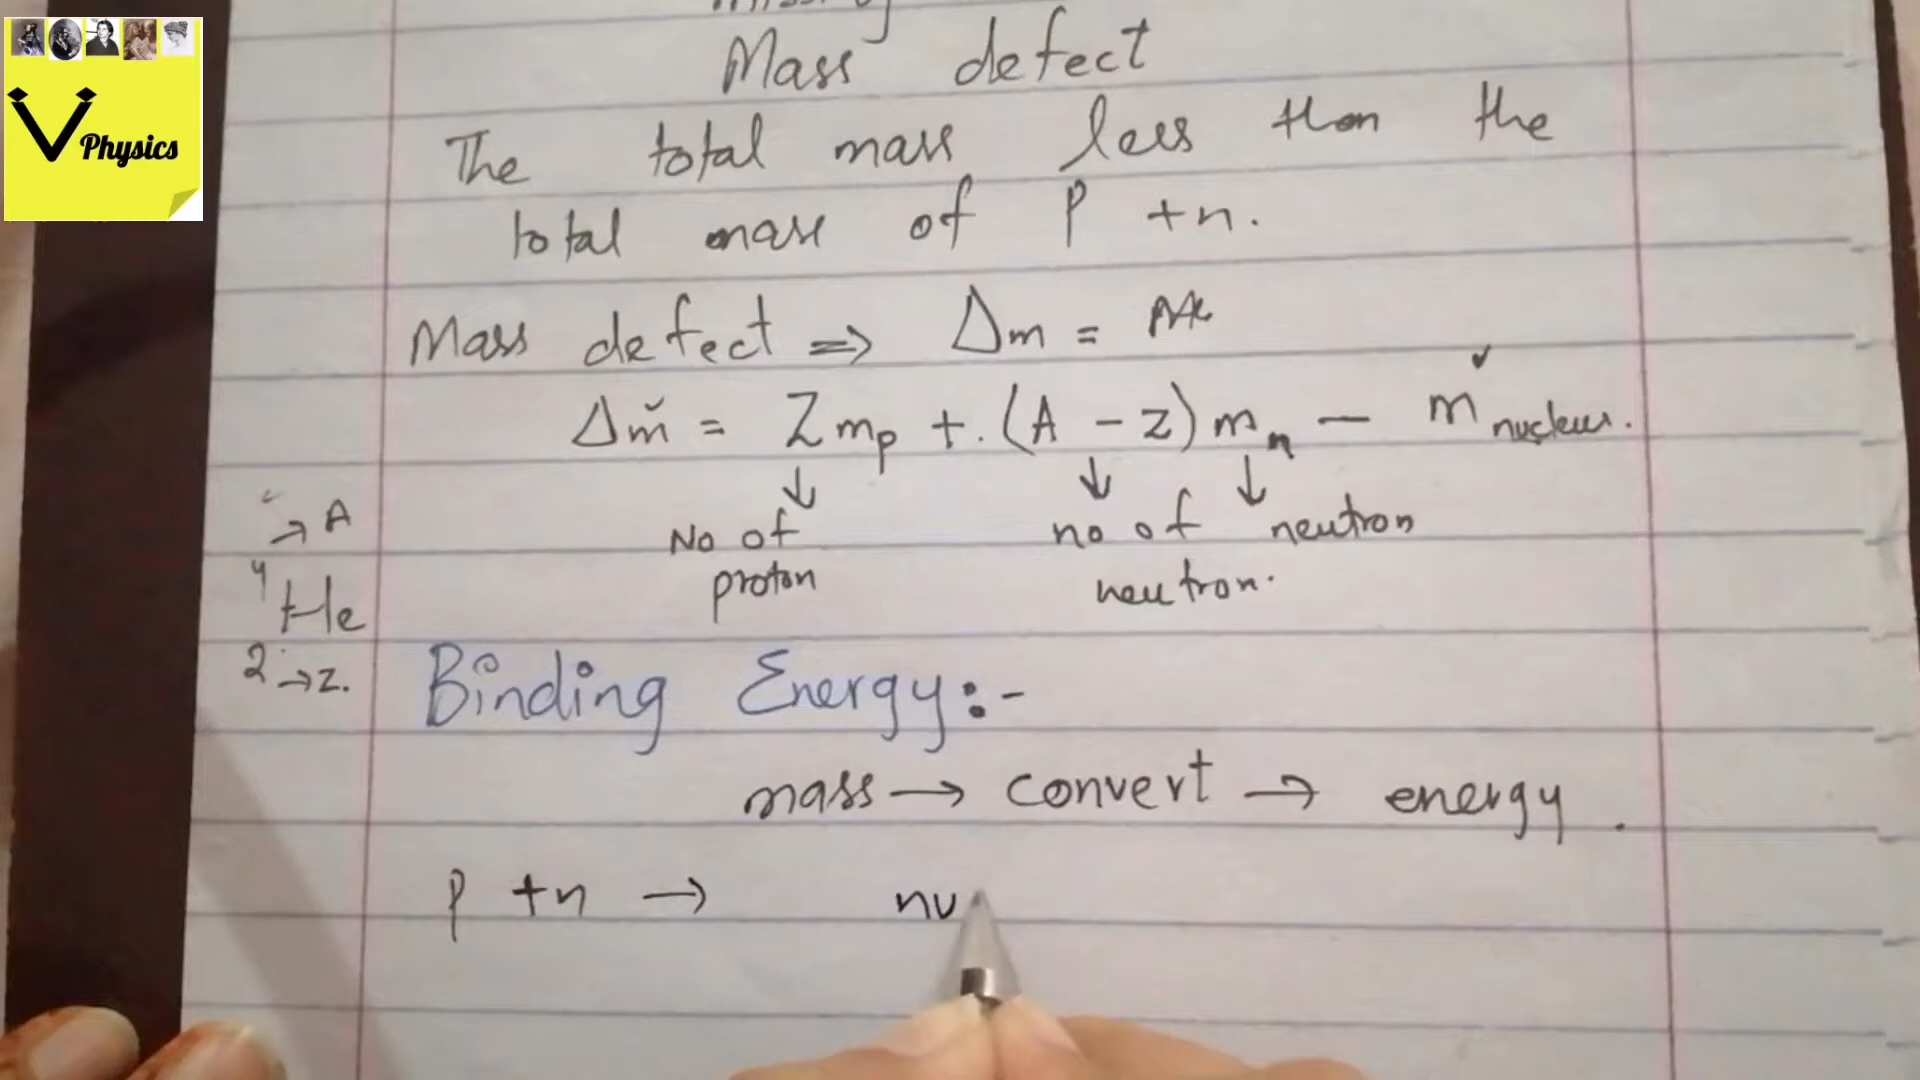 V Physics
Mass defect
The total mass less than the
total mass of P + n.
Mass defect ⇒ Δm =
Δm = Zmp + (A - z) mn - m nucleus.
↓ ↓ ↓
No of no of neutron
proton neutron.
→ A
4
He
2 → z.
Binding Energy:-
mass → convert → energy.
P + n → nu